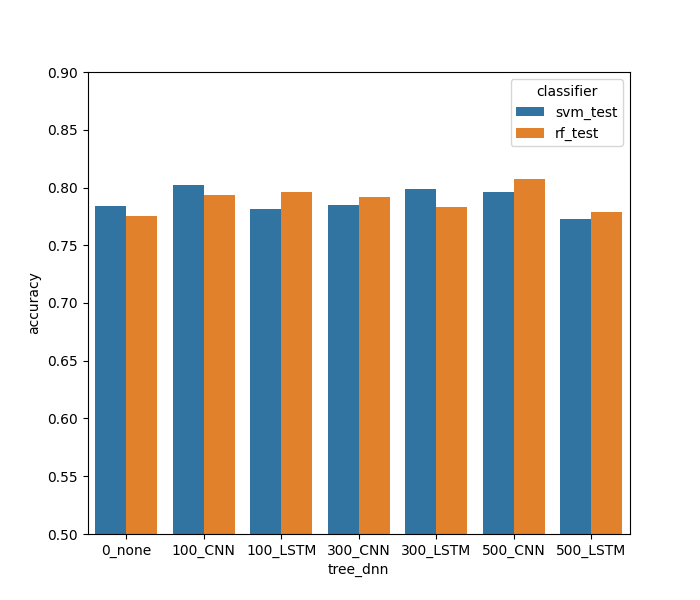 0.90
classifier
svm_test
rf_test
0.85
0.80
0.75
0.70
0.65
0.60
0.55
0.50
accuracy
0_none 100_CNN 100_LSTM 300_CNN 300_LSTM 500_CNN 500_LSTM
tree_dnn